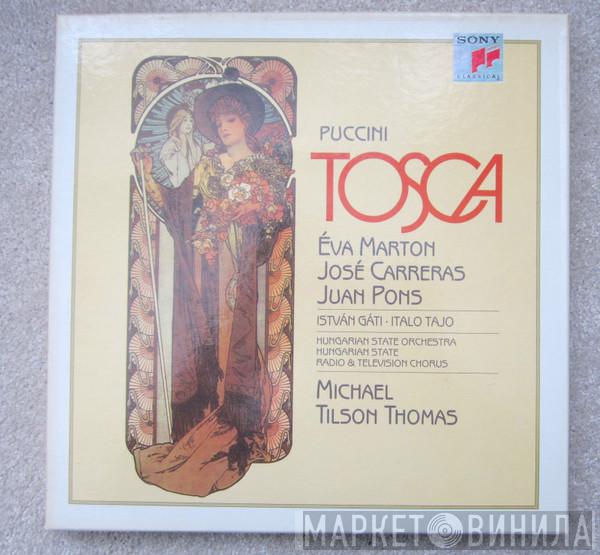 SONY
CLASSICAL
PUCCINI
TOSCA
ÉVA MARTON
JOSÉ CARRERAS
JUAN PONS
ISTVÁN GÁTI · ITALO TAJO
HUNGARIAN STATE ORCHESTRA
HUNGARIAN STATE
RADIO & TELEVISION CHORUS
MICHAEL
TILSON THOMAS
МАРКЕТ ВИНИЛА